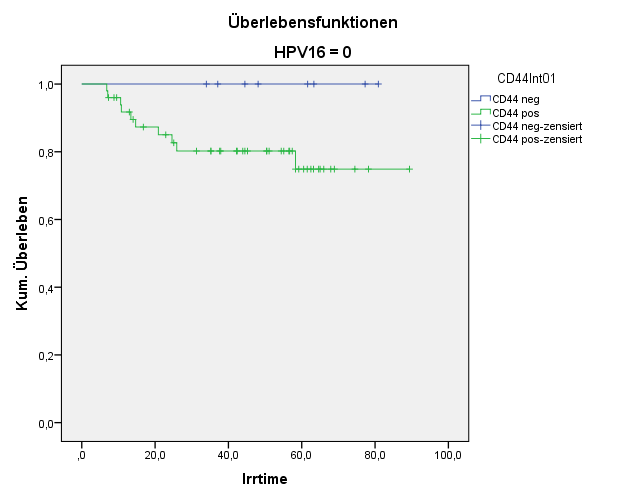 Überlebensfunktionen
HPV16 = 0
CD44Int01
CD44 neg
CD44 pos
CD44 neg-zensiert
CD44 pos-zensiert
Kum. Überleben
1,0
0,8
0,6
0,4
0,2
0,0
,0 20,0 40,0 60,0 80,0 100,0
Irrtime